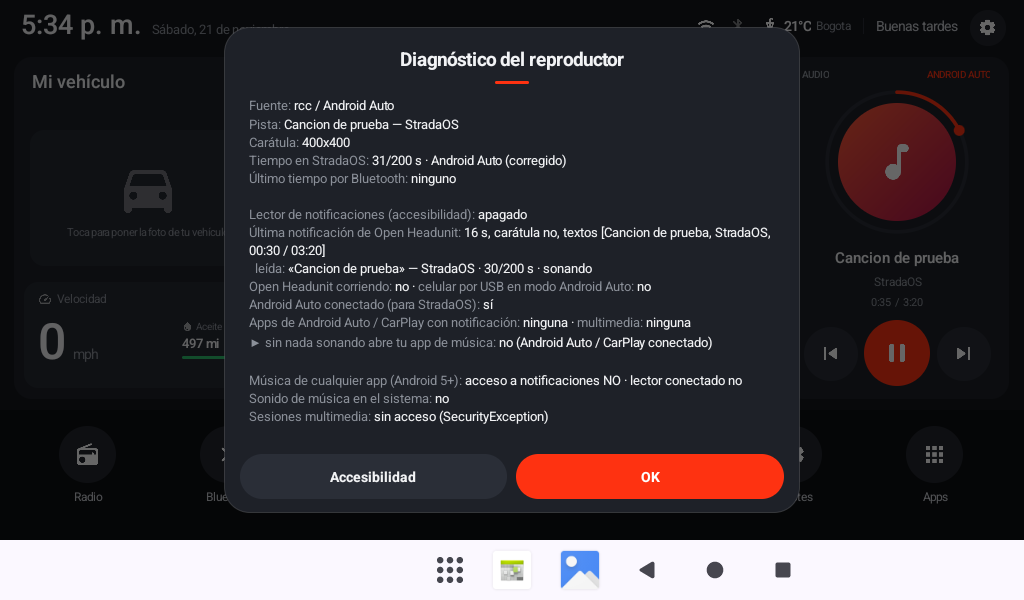 5:34 p. m.
Sábado, 21 de
21°C Bogota
Buenas tardes
Mi vehículo
Toca para poner la foto de tu vehícul
Velocidad
0 mph
Aceite
497 mi
Diagnóstico del reproductor
Fuente: rcc / Android Auto
Pista: Cancion de prueba — StradaOS
Carátula: 400x400
Tiempo en StradaOS: 31/200 s · Android Auto (corregido)
Último tiempo por Bluetooth: ninguno
Lector de notificaciones (accesibilidad): apagado
Última notificación de Open Headunit: 16 s, carátula no, textos [Cancion de prueba, StradaOS,
00:30 / 03:20]
leída: «Cancion de prueba» — StradaOS · 30/200 s · sonando
Open Headunit corriendo: no · celular por USB en modo Android Auto: no
Android Auto conectado (para StradaOS): sí
Apps de Android Auto / CarPlay con notificación: ninguna · multimedia: ninguna
► sin nada sonando abre tu app de música: no (Android Auto / CarPlay conectado)
Música de cualquier app (Android 5+): acceso a notificaciones NO · lector conectado no
Sonido de música en el sistema: no
Sesiones multimedia: sin acceso (SecurityException)
Accesibilidad
OK
AUDIO
ANDROID AUTO
Cancion de prueba
StradaOS
0:35 / 3:20
Radio
Blue
tes
Apps